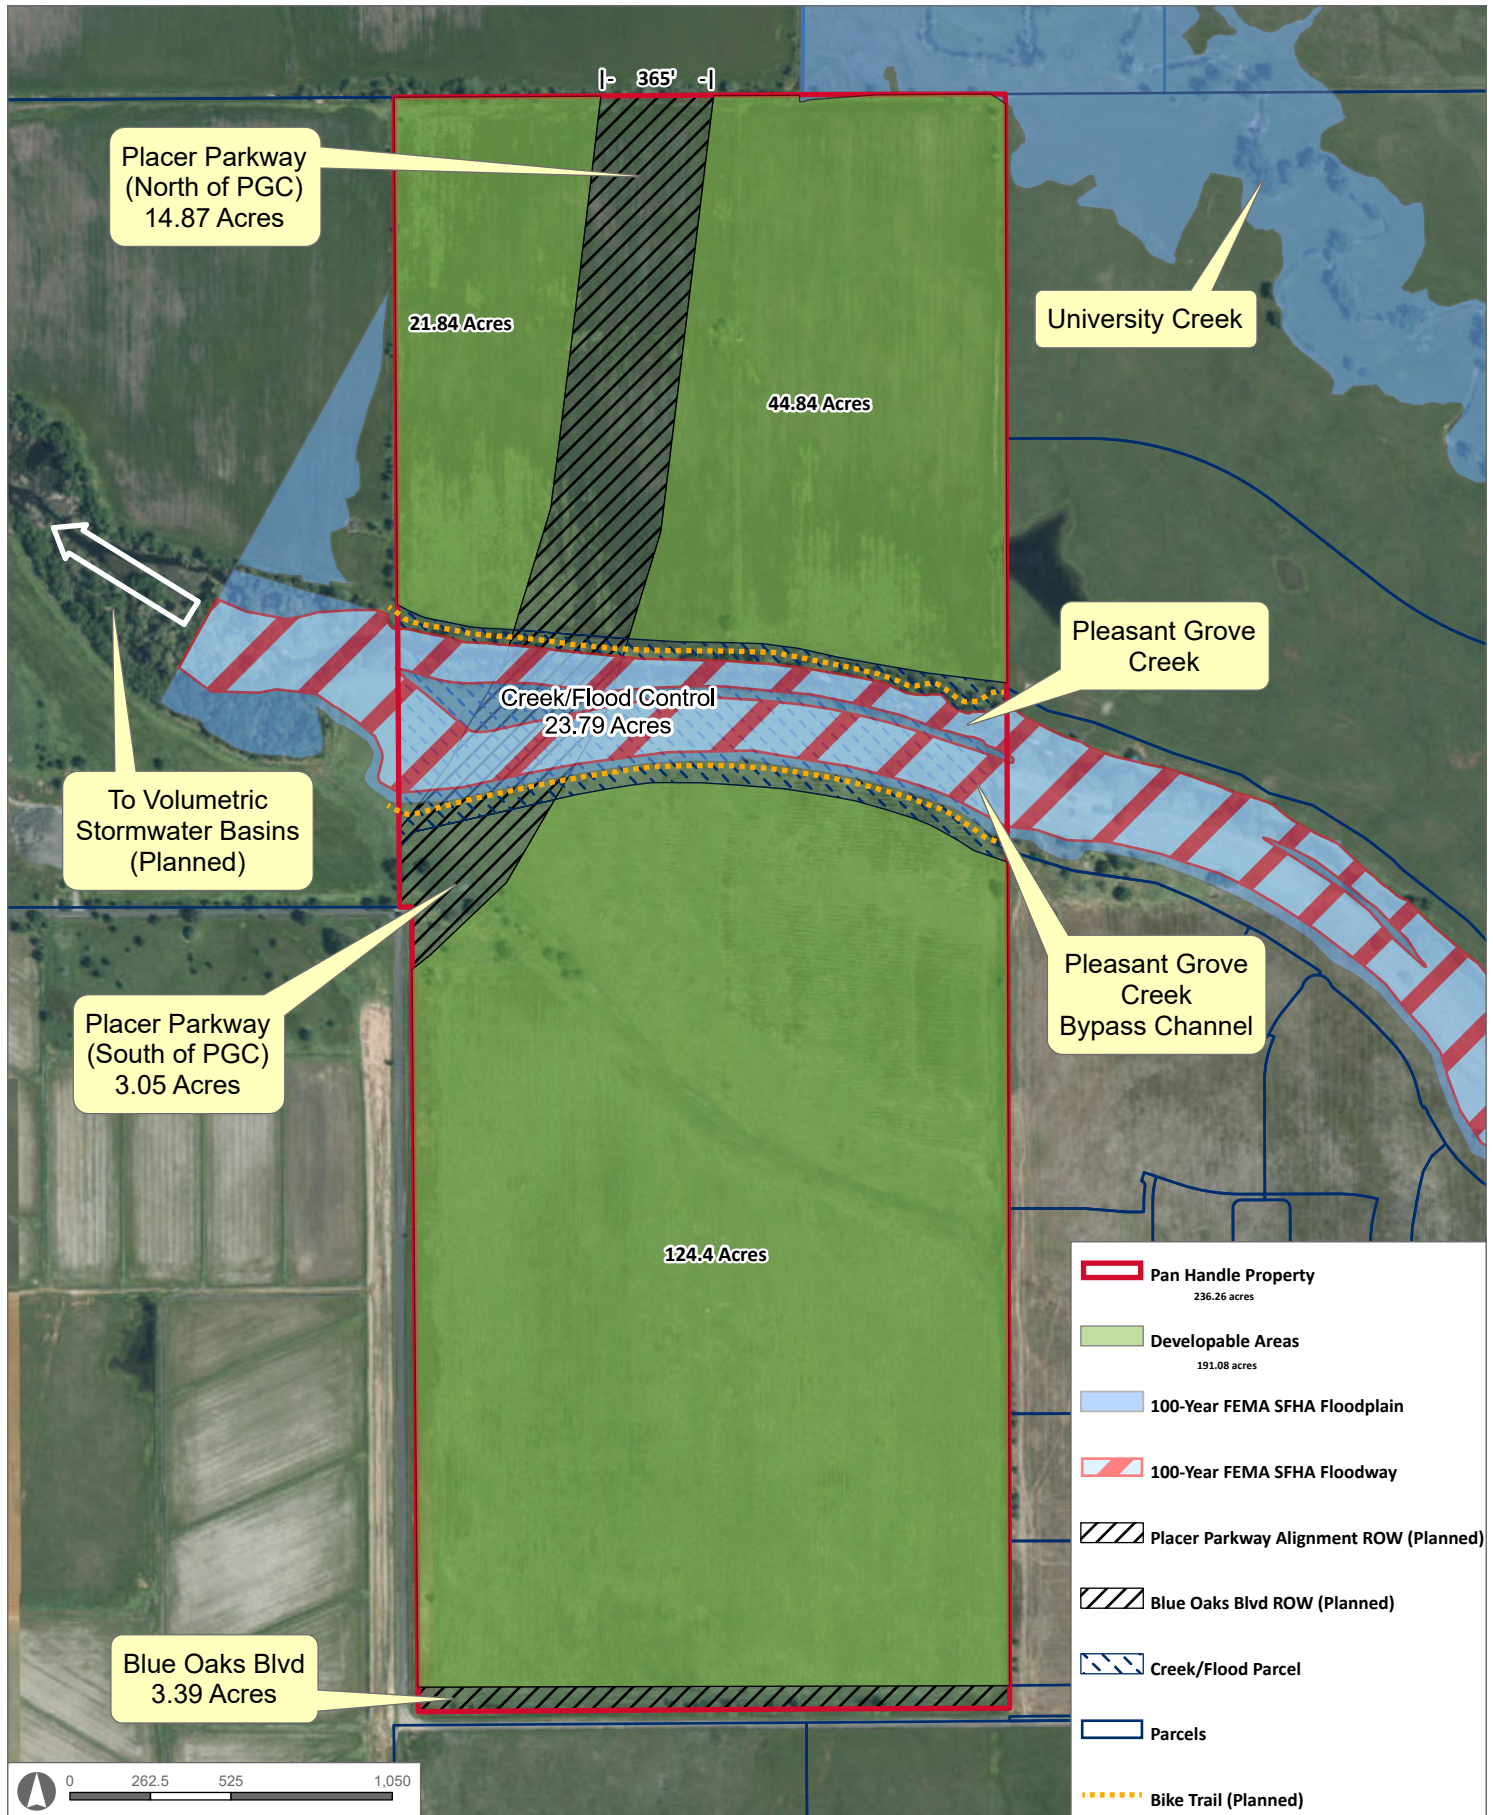 |- 365' -|
Placer Parkway
(North of PGC)
14.87 Acres
University Creek
21.84 Acres
44.84 Acres
Pleasant Grove
Creek
Creek/Flood Control
23.79 Acres
To Volumetric
Stormwater Basins
(Planned)
Pleasant Grove
Creek
Bypass Channel
Placer Parkway
(South of PGC)
3.05 Acres
124.4 Acres
Blue Oaks Blvd
3.39 Acres
Pan Handle Property
236.26 acres
Developable Areas
191.08 acres
100-Year FEMA SFHA Floodplain
100-Year FEMA SFHA Floodway
Placer Parkway Alignment ROW (Planned)
Blue Oaks Blvd ROW (Planned)
Creek/Flood Parcel
Parcels
Bike Trail (Planned)
0 262.5 525 1,050